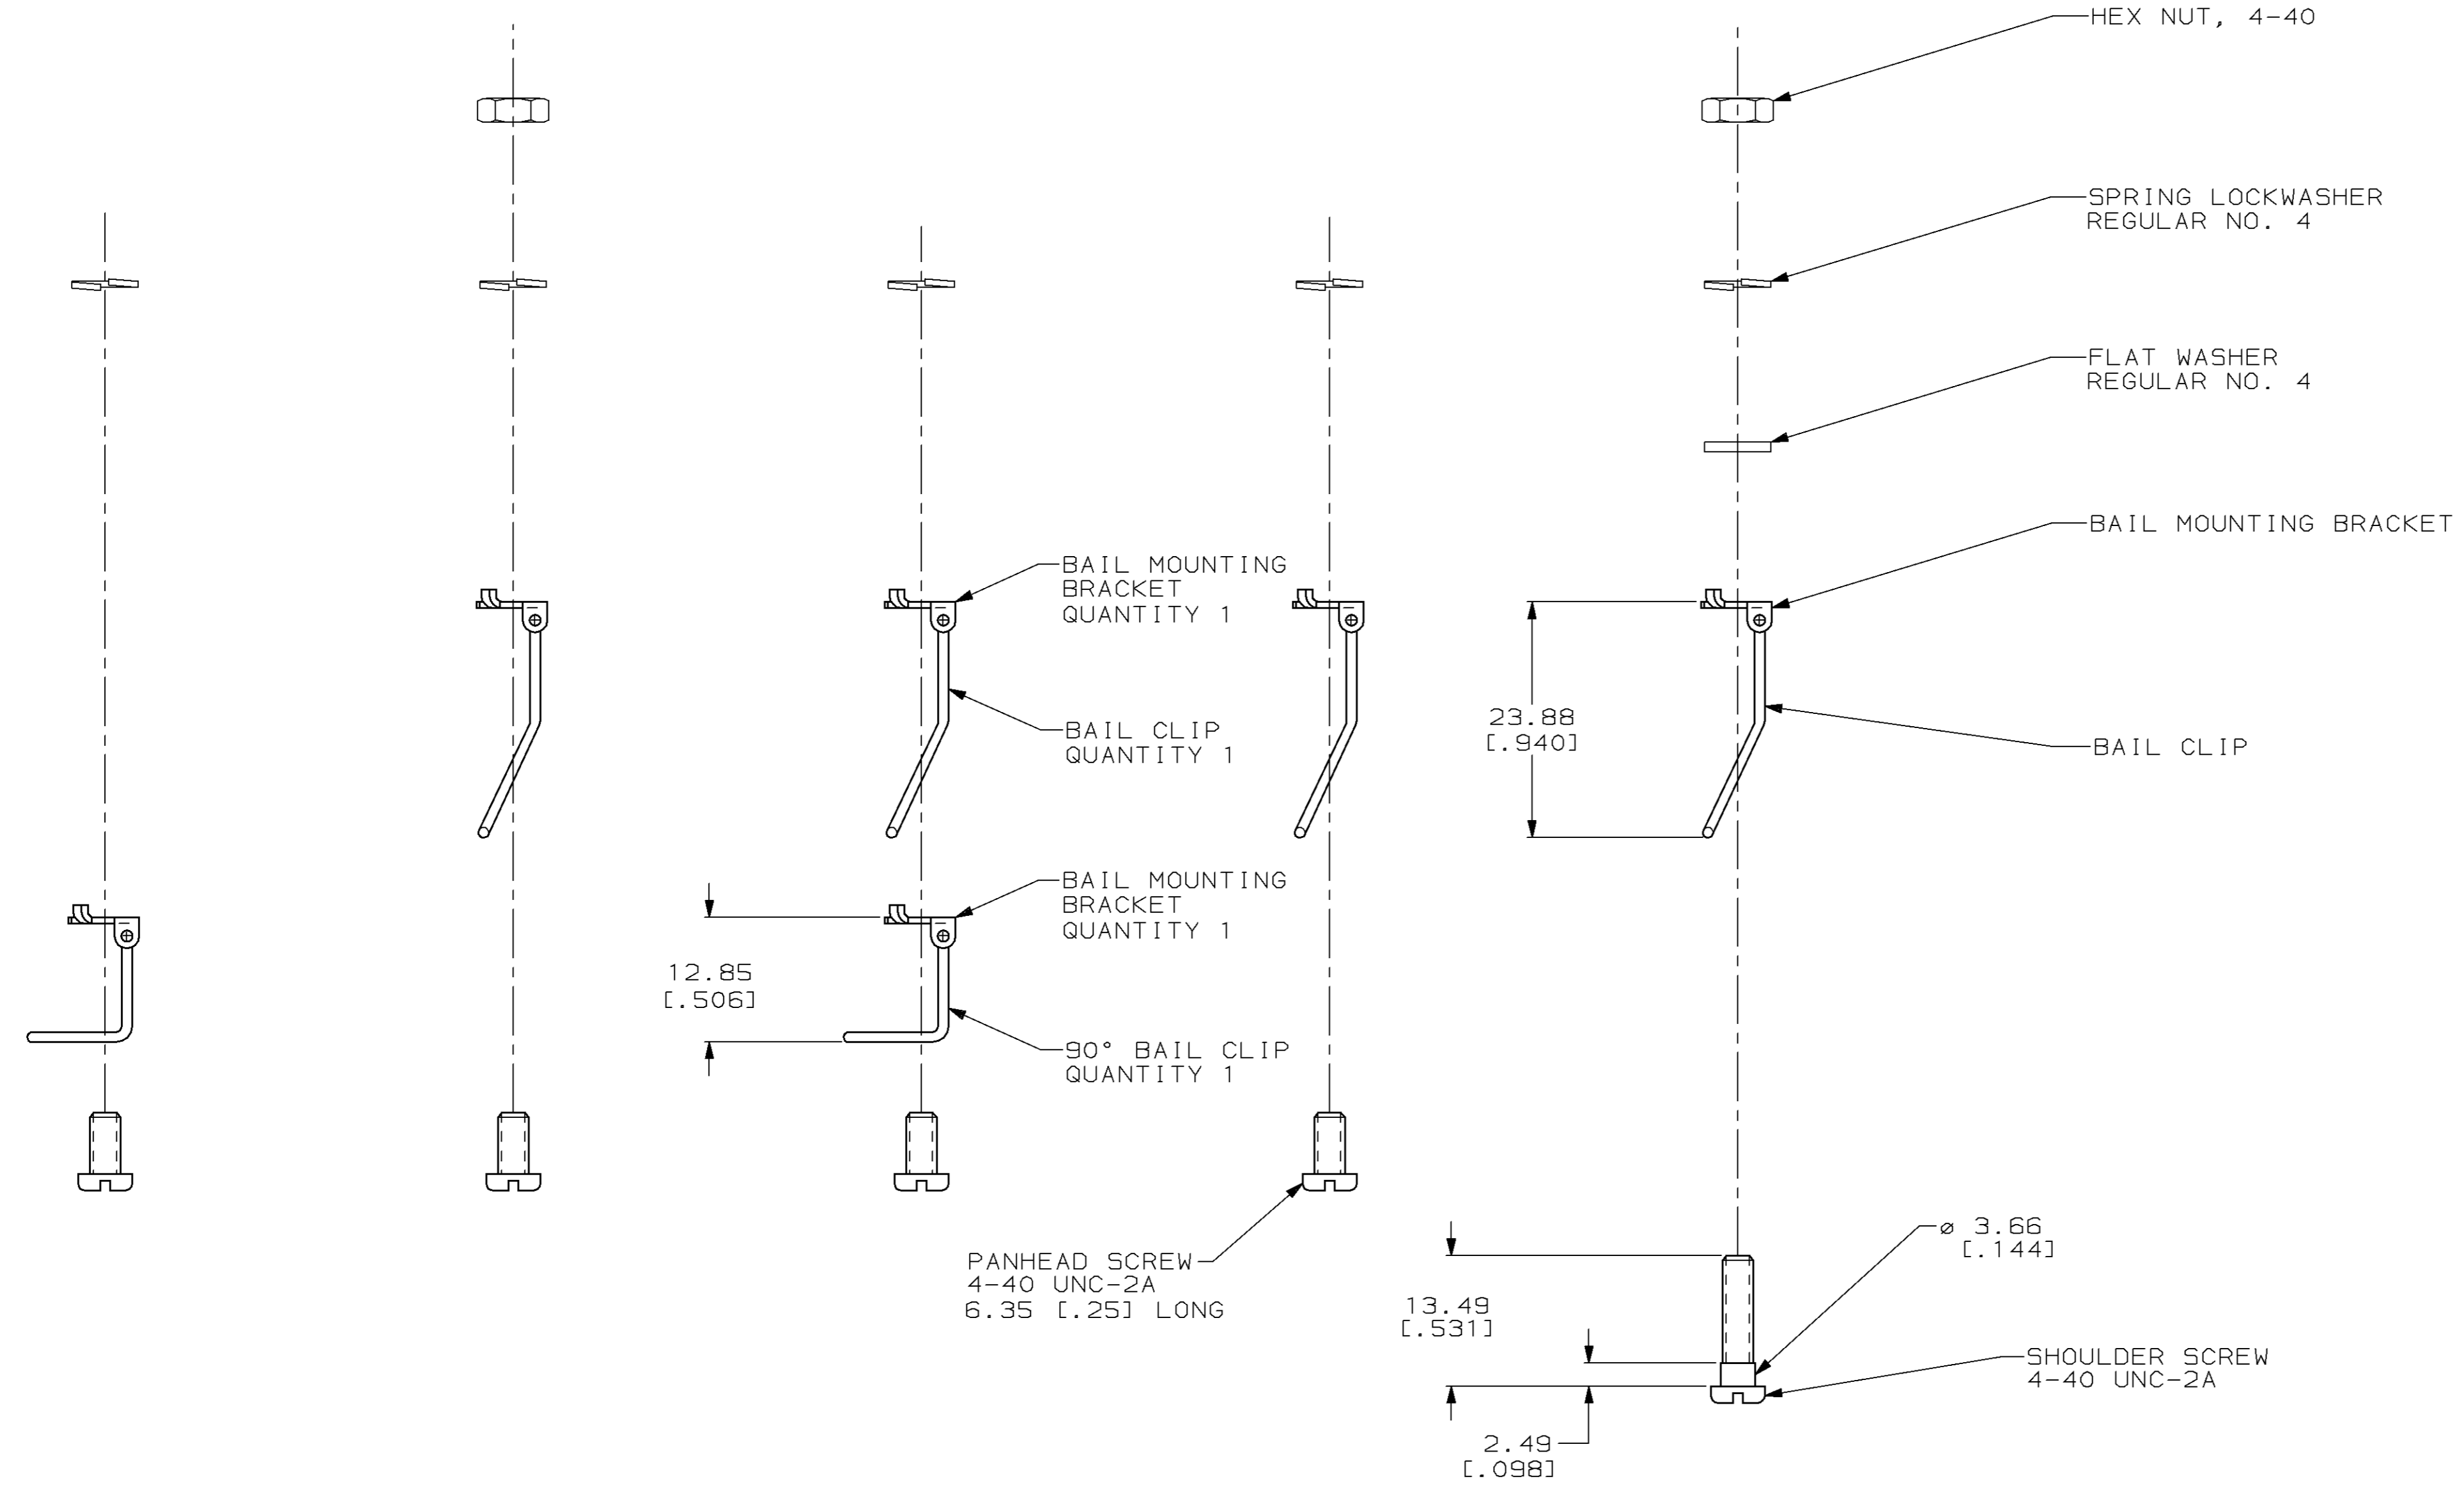 HEX NUT, 4-40
SPRING LOCKWASHER
REGULAR NO. 4
FLAT WASHER
REGULAR NO. 4
BAIL MOUNTING BRACKET
BAIL MOUNTING
BRACKET
QUANTITY 1
23.88
[.940]
BAIL CLIP
QUANTITY 1
BAIL CLIP
BAIL MOUNTING
BRACKET
QUANTITY 1
12.85
[.506]
90° BAIL CLIP
QUANTITY 1
PANHEAD SCREW
4-40 UNC-2A
6.35 [.25] LONG
⌀ 3.66
[.144]
13.49
[.531]
SHOULDER SCREW
4-40 UNC-2A
2.49
[.098]